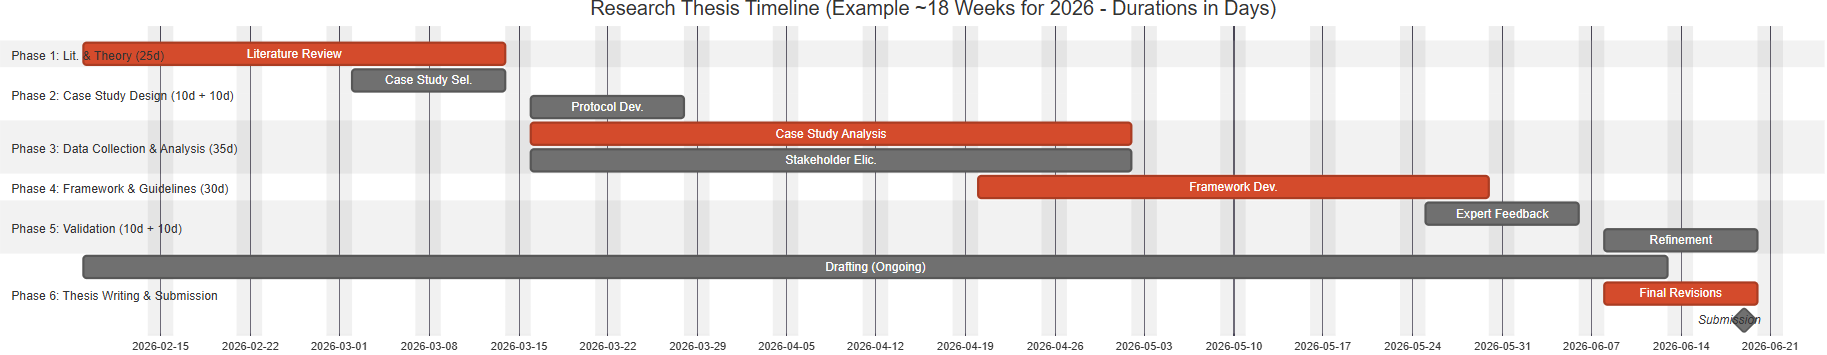 Research Thesis Timeline (Example ~18 Weeks for 2026 - Durations in Days)
Phase 1: Lit. & Theory (25d)
Literature Review
Case Study Sel.
Phase 2: Case Study Design (10d + 10d)
Protocol Dev.
Case Study Analysis
Phase 3: Data Collection & Analysis (35d)
Stakeholder Elic.
Phase 4: Framework & Guidelines (30d)
Framework Dev.
Expert Feedback
Phase 5: Validation (10d + 10d)
Refinement
Drafting (Ongoing)
Phase 6: Thesis Writing & Submission
Final Revisions
Submission
2026-02-15 2026-02-22 2026-03-01 2026-03-08 2026-03-15 2026-03-22 2026-03-29 2026-04-05 2026-04-12 2026-04-19 2026-04-26 2026-05-03 2026-05-10 2026-05-17 2026-05-24 2026-05-31 2026-06-07 2026-06-14 2026-06-21